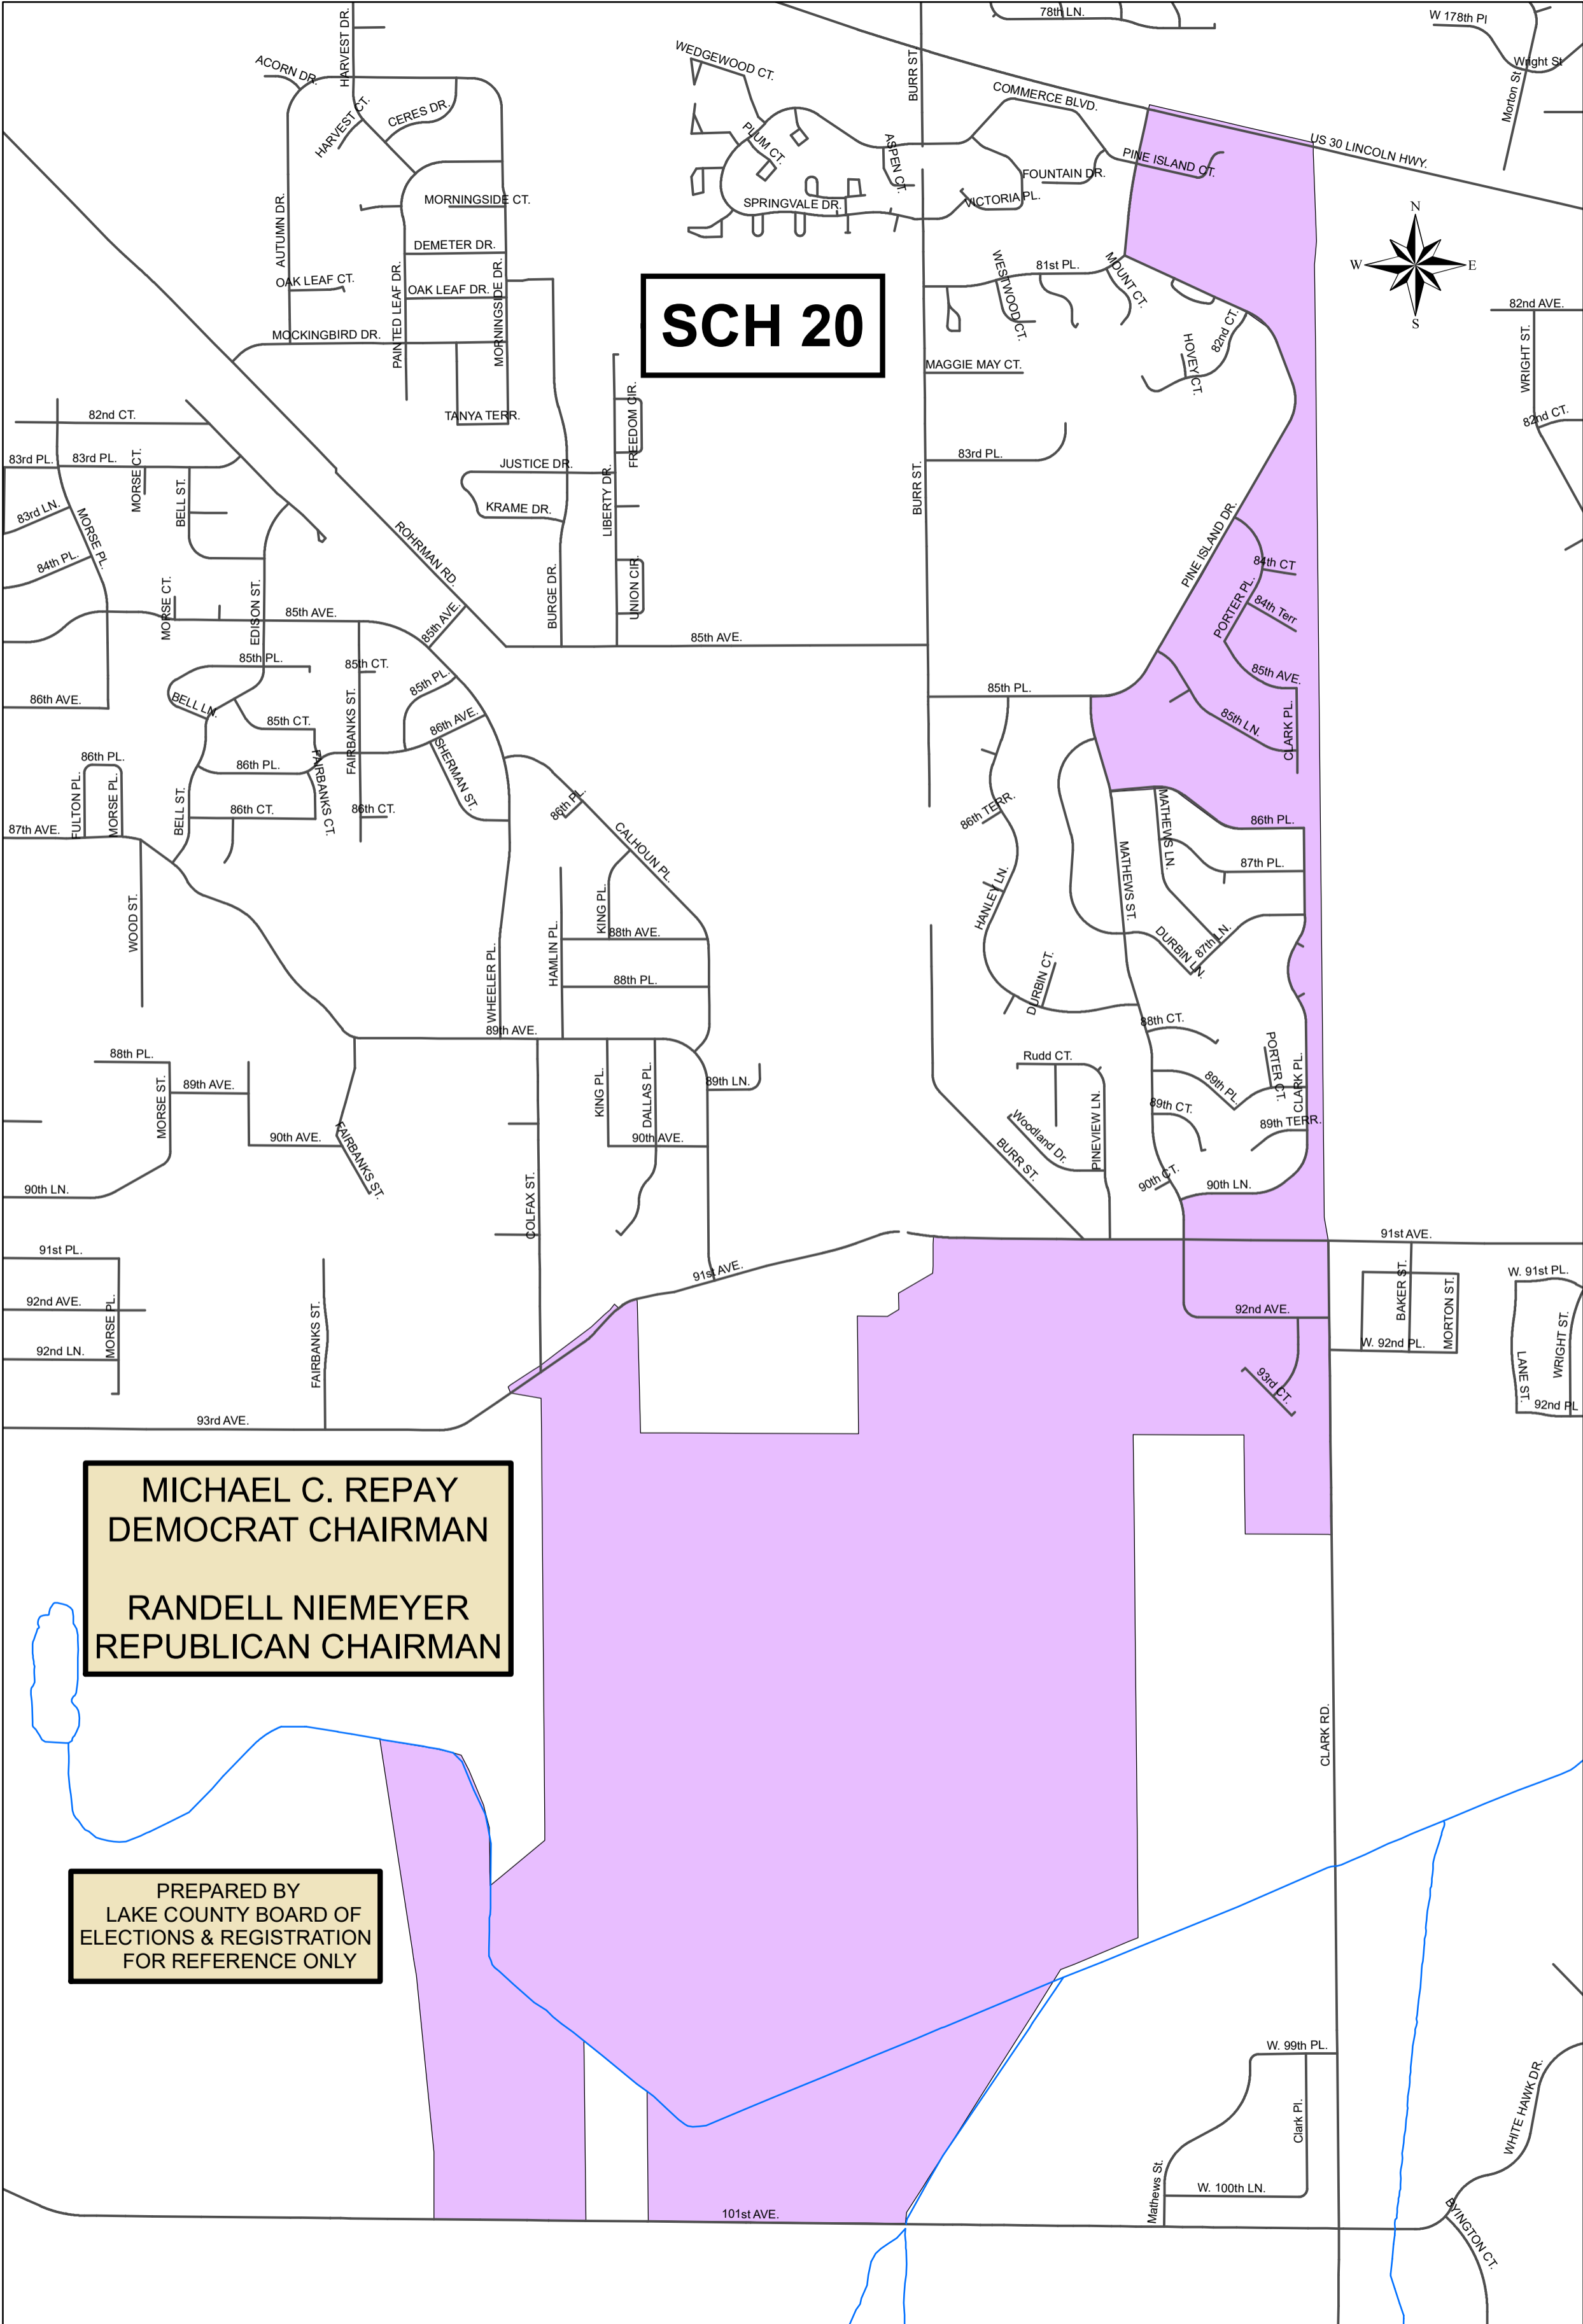 78th LN.
W 178th Pl
HARVEST DR.
WEDGEWOOD CT.
BURR ST.
Wright St
ACORN DR.
Morton St
COMMERCE BLVD.
HARVEST CT.
CERES DR.
PLUM CT.
ASPEN CT.
US 30 LINCOLN HWY.
PINE ISLAND CT.
FOUNTAIN DR.
MORNINGSIDE CT.
SPRINGVALE DR.
VICTORIA PL.
AUTUMN DR.
N
DEMETER DR.
W
E
S
OAK LEAF CT.
PAINTED LEAF DR.
OAK LEAF DR.
MORNINGSIDE DR.
WESTWOOD CT.
81st PL.
MOUNT CT.
82nd AVE.
SCH 20
MOCKINGBIRD DR.
82nd CT.
HOVEY CT.
WRIGHT ST.
MAGGIE MAY CT.
82nd CT.
TANYA TERR.
FREEDOM CIR.
82nd CT.
83rd PL.
83rd PL.
MORSE CT.
JUSTICE DR.
83rd PL.
BELL ST.
BURR ST.
KRAME DR.
LIBERTY DR.
83rd LN.
MORSE PL.
ROHRMAN RD.
PINE ISLAND DR.
84th PL.
84th CT
UNION CIR.
MORSE CT.
EDISON ST.
BURGE DR.
PORTER PL.
84th Terr
85th AVE.
85th AVE.
85th AVE.
85th PL.
85th CT.
85th PL.
85th AVE.
86th AVE.
BELL LN.
FAIRBANKS ST.
85th PL.
85th LN.
CLARK PL.
85th CT.
86th AVE.
SHERMAN ST.
86th PL.
86th PL.
FAIRBANKS CT.
FULTON PL.
MORSE PL.
BELL ST.
86th CT.
86th CT.
86th PL.
86th TERR.
MATHEWS LN.
86th PL.
87th AVE.
CALHOUN PL.
MATHEWS ST.
87th PL.
WOOD ST.
KING PL.
HANLEY LN.
88th AVE.
HAMLIN PL.
DURBIN LN.
87th LN.
WHEELER PL.
88th PL.
DURBIN CT.
89th AVE.
88th CT.
88th PL.
Rudd CT.
PORTER CT.
MORSE ST.
89th AVE.
KING PL.
DALLAS PL.
89th LN.
89th PL.
CLARK PL.
89th CT.
89th TERR.
90th AVE.
FAIRBANKS ST.
90th AVE.
Woodland Dr.
PINEVIEW LN.
BURR ST.
90th LN.
COLFAX ST.
90th CT.
90th LN.
91st AVE.
91st PL.
91st AVE.
W. 91st PL.
92nd AVE.
MORSE PL.
FAIRBANKS ST.
92nd AVE.
BAKER ST.
MORTON ST.
WRIGHT ST.
92nd LN.
W. 92nd PL.
LANE ST.
93rd CT.
92nd PL
93rd AVE.
MICHAEL C. REPAY
DEMOCRAT CHAIRMAN
RANDELL NIEMEYER
REPUBLICAN CHAIRMAN
CLARK RD.
PREPARED BY
LAKE COUNTY BOARD OF
ELECTIONS & REGISTRATION
FOR REFERENCE ONLY
W. 99th PL.
WHITE HAWK DR.
Clark Pl.
Mathews St.
W. 100th LN.
101st AVE.
BYINGTON CT.